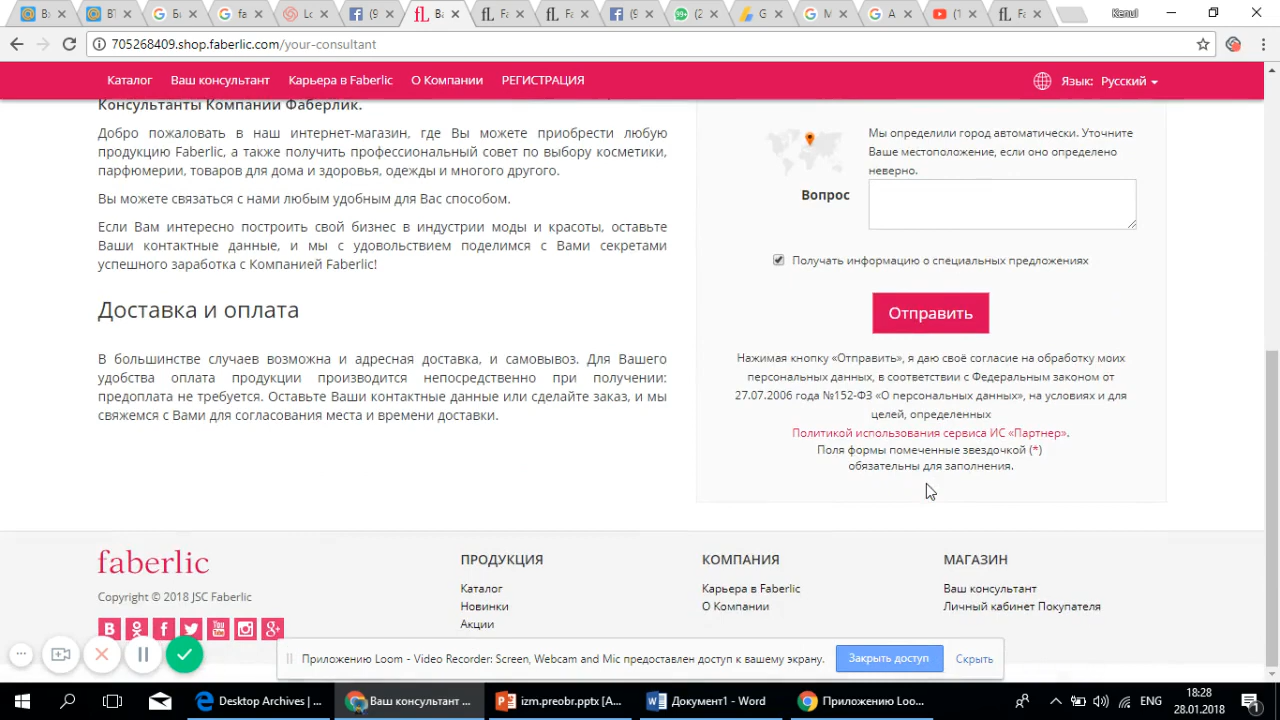 Kenul
705268409.shop.faberlic.com/your-consultant
Каталог Ваш консультант Карьера в Faberlic О Компании РЕГИСТРАЦИЯ Язык: Русский
Консультанты Компании Фаберлик.
Добро пожаловать в наш интернет-магазин, где Вы можете приобрести любую
продукцию Faberlic, а также получить профессиональный совет по выбору косметики,
парфюмерии, товаров для дома и здоровья, одежды и многого другого.
Вы можете связаться с нами любым удобным для Вас способом.
Если Вам интересно построить свой бизнес в индустрии моды и красоты, оставьте
Ваши контактные данные, и мы с удовольствием поделимся с Вами секретами
успешного заработка с Компанией Faberlic!
Доставка и оплата
В большинстве случаев возможна и адресная доставка, и самовывоз. Для Вашего
удобства оплата продукции производится непосредственно при получении:
предоплата не требуется. Оставьте Ваши контактные данные или сделайте заказ, и мы
свяжемся с Вами для согласования места и времени доставки.
Мы определили город автоматически. Уточните
Ваше местоположение, если оно определено
неверно.
Вопрос
Получать информацию о специальных предложениях
Отправить
Нажимая кнопку «Отправить», я даю своё согласие на обработку моих
персональных данных, в соответствии с Федеральным законом от
27.07.2006 года №152-ФЗ «О персональных данных», на условиях и для
целей, определенных
Политикой использования сервиса ИС «Партнер».
Поля формы помеченные звездочкой (*)
обязательны для заполнения.
faberlic
Copyright © 2018 JSC Faberlic
ПРОДУКЦИЯ
Каталог
Новинки
Акции
КОМПАНИЯ
Карьера в Faberlic
О Компании
МАГАЗИН
Ваш консультант
Личный кабинет Покупателя
Приложению Loom - Video Recorder: Screen, Webcam and Mic предоставлен доступ к вашему экрану. Закрыть доступ Скрыть
Desktop Archives | ... Ваш консультант ... izm.preobr.pptx [A... Документ1 - Word Приложению Loo... ENG 18:28
28.01.2018